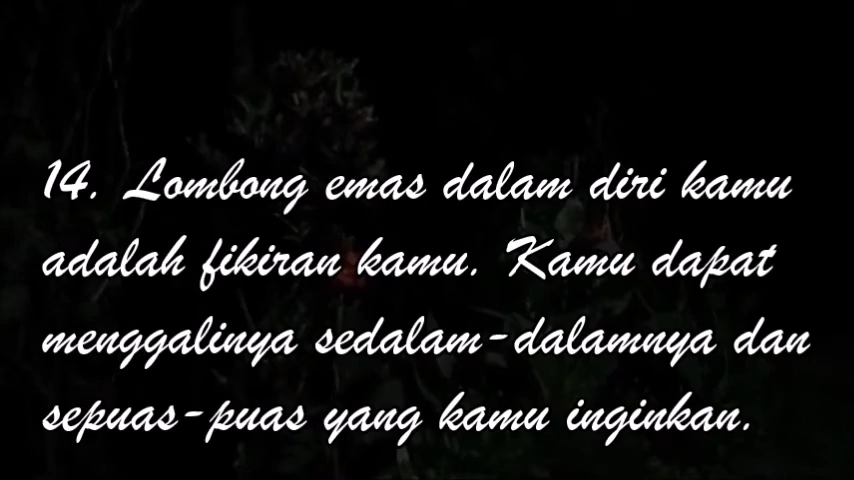 14. Lombong emas dalam diri kamu
adalah fikiran kamu. Kamu dapat
menggalinya sedalam-dalamnya dan
sepuas-puas yang kamu inginkan.